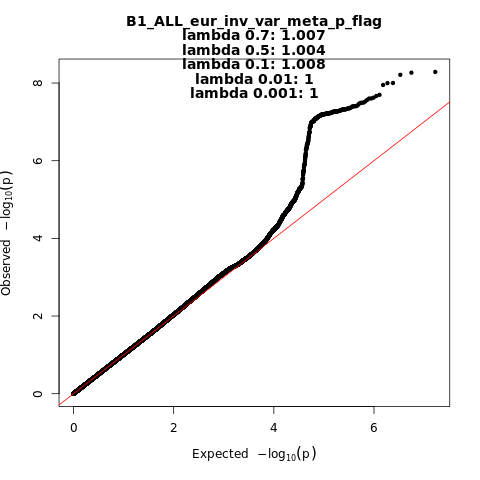 B1_ALL_eur_inv_var_meta_p_flag
lambda 0.7: 1.007
lambda 0.5: 1.004
lambda 0.1: 1.008
lambda 0.01: 1
lambda 0.001: 1
Observed −log10(p)
8
6
4
2
0
0 2 4 6
Expected −log10(p)